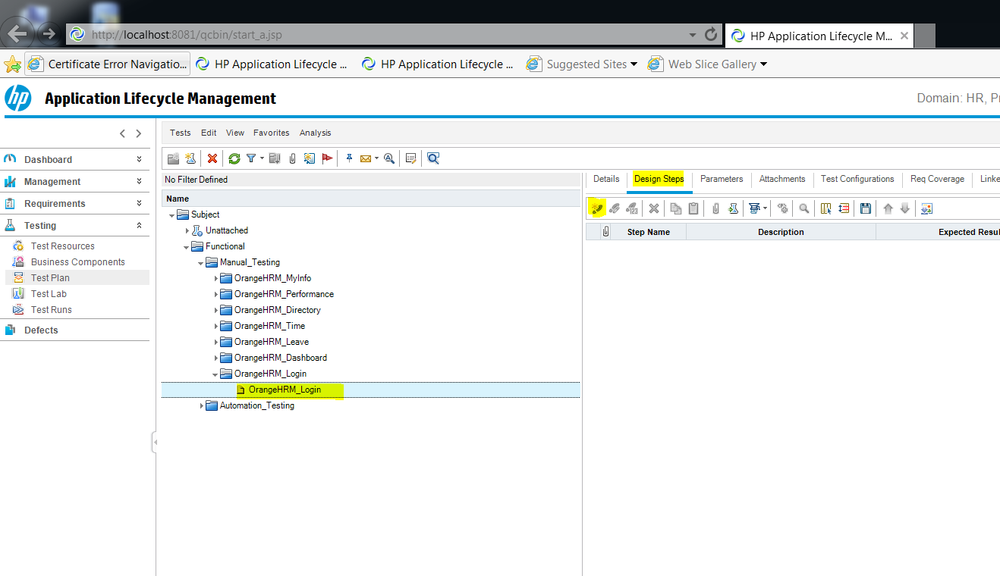 http://localhost:8081/qcbin/start_a.jsp
HP Application Lifecycle M...
Certificate Error Navigatio...
HP Application Lifecycle ...
HP Application Lifecycle ...
Suggested Sites
Web Slice Gallery
hp
Application Lifecycle Management
Domain: HR, Pr
Tests Edit View Favorites Analysis
Dashboard
Management
Requirements
Testing
Test Resources
Business Components
Test Plan
Test Lab
Test Runs
Defects
No Filter Defined
Name
Subject
Unattached
Functional
Manual_Testing
OrangeHRM_MyInfo
OrangeHRM_Performance
OrangeHRM_Directory
OrangeHRM_Time
OrangeHRM_Leave
OrangeHRM_Dashboard
OrangeHRM_Login
OrangeHRM_Login
Automation_Testing
Details Design Steps Parameters Attachments Test Configurations Req Coverage Linke
Step Name Description Expected Resul